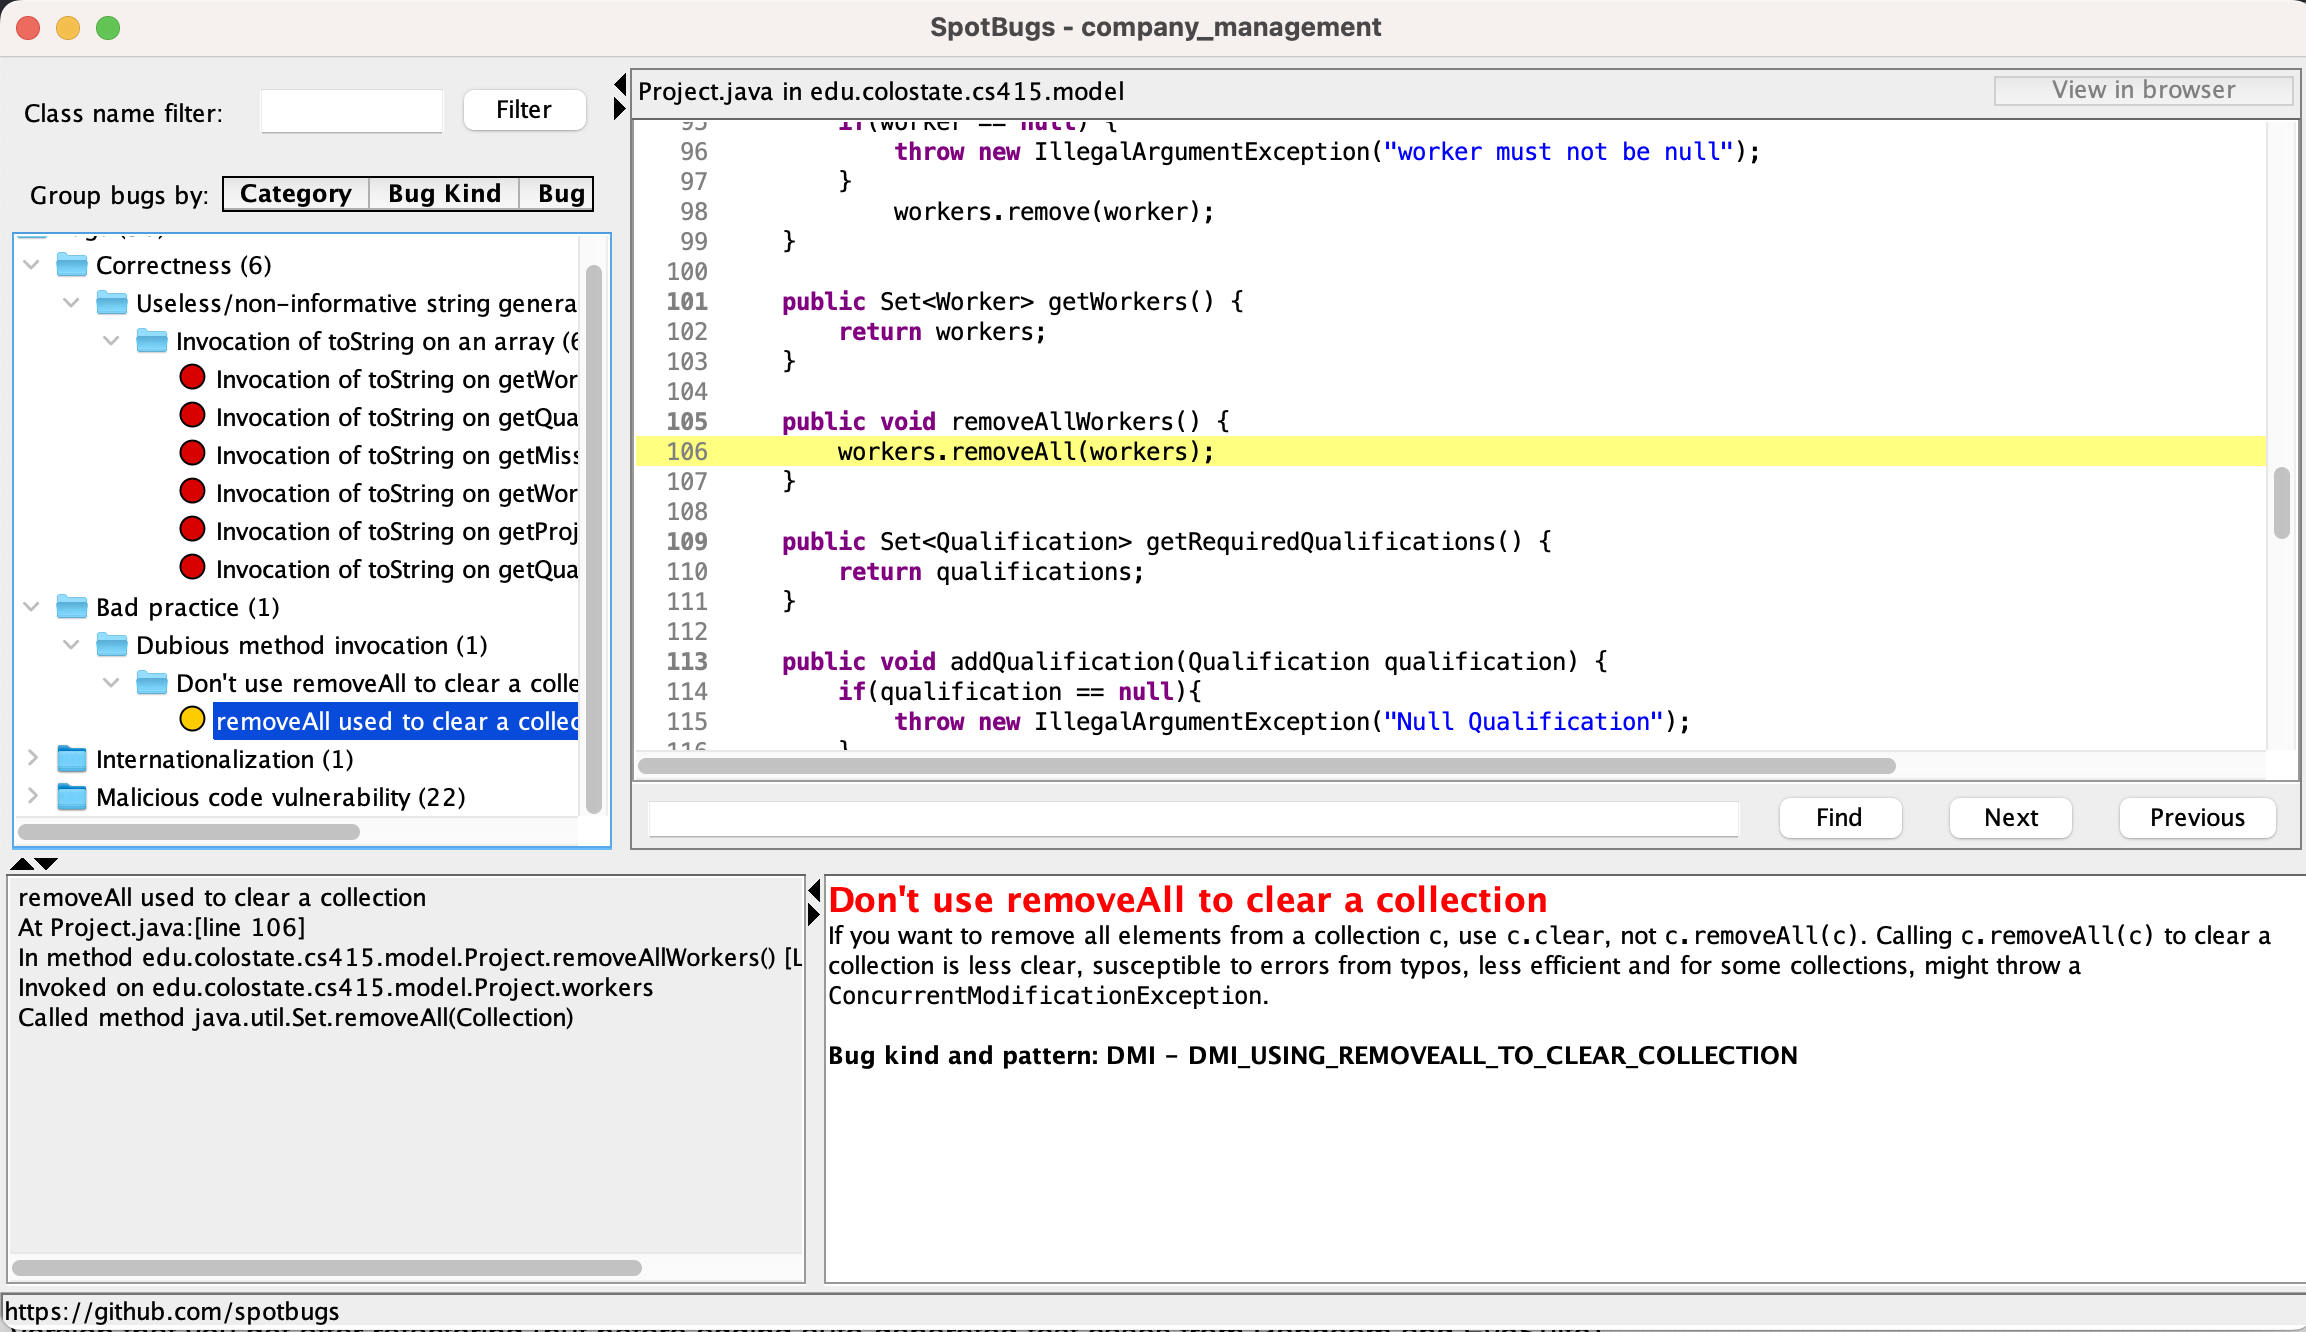 SpotBugs - company_management
Class name filter:
Filter
Group bugs by:
Category
Bug Kind
Bug
Correctness (6)
Useless/non-informative string genera
Invocation of toString on an array (6
Invocation of toString on getWor
Invocation of toString on getQua
Invocation of toString on getMiss
Invocation of toString on getWor
Invocation of toString on getProj
Invocation of toString on getQua
Bad practice (1)
Dubious method invocation (1)
Don't use removeAll to clear a colle
removeAll used to clear a collec
Internationalization (1)
Malicious code vulnerability (22)
Project.java in edu.colostate.cs415.model
View in browser
95 if(worker == null) {
96 throw new IllegalArgumentException("worker must not be null");
97 }
98 workers.remove(worker);
99 }
100
101 public Set<Worker> getWorkers() {
102 return workers;
103 }
104
105 public void removeAllWorkers() {
106 workers.removeAll(workers);
107 }
108
109 public Set<Qualification> getRequiredQualifications() {
110 return qualifications;
111 }
112
113 public void addQualification(Qualification qualification) {
114 if(qualification == null){
115 throw new IllegalArgumentException("Null Qualification");
116 }
Find
Next
Previous
removeAll used to clear a collection
At Project.java:[line 106]
In method edu.colostate.cs415.model.Project.removeAllWorkers() [L
Invoked on edu.colostate.cs415.model.Project.workers
Called method java.util.Set.removeAll(Collection)
Don't use removeAll to clear a collection
If you want to remove all elements from a collection c, use c.clear, not c.removeAll(c). Calling c.removeAll(c) to clear a
collection is less clear, susceptible to errors from typos, less efficient and for some collections, might throw a
ConcurrentModificationException.
Bug kind and pattern: DMI - DMI_USING_REMOVEALL_TO_CLEAR_COLLECTION
https://github.com/spotbugs